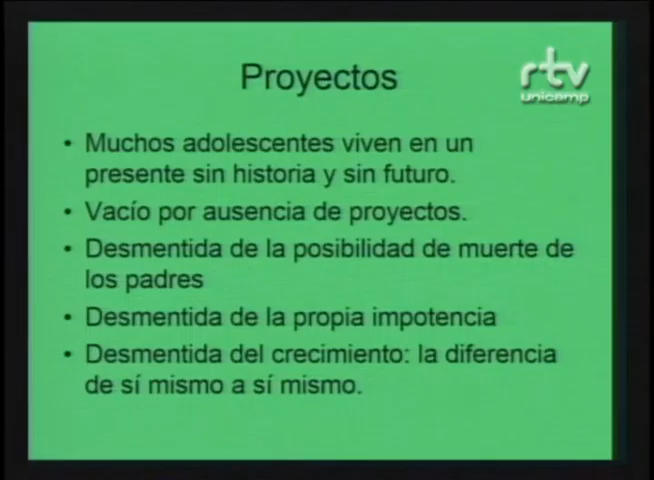 Proyectos
rtv
unicamp
• Muchos adolescentes viven en un
presente sin historia y sin futuro.
• Vacío por ausencia de proyectos.
• Desmentida de la posibilidad de muerte de
los padres
• Desmentida de la propia impotencia
• Desmentida del crecimiento: la diferencia
de sí mismo a sí mismo.